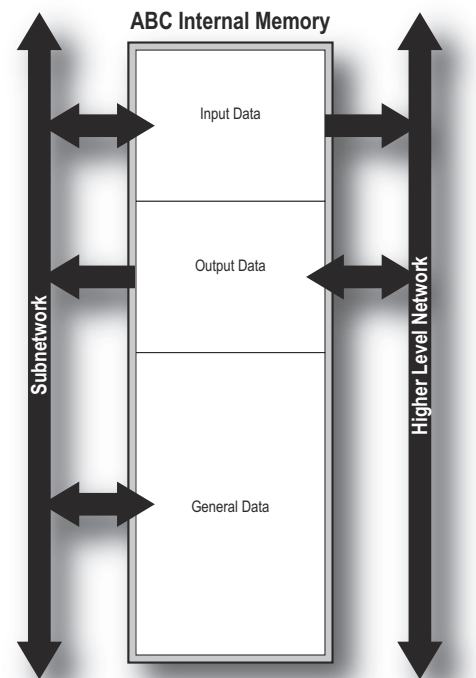 ABC Internal Memory
Input Data
Output Data
General Data
Subnetwork
Higher Level Network